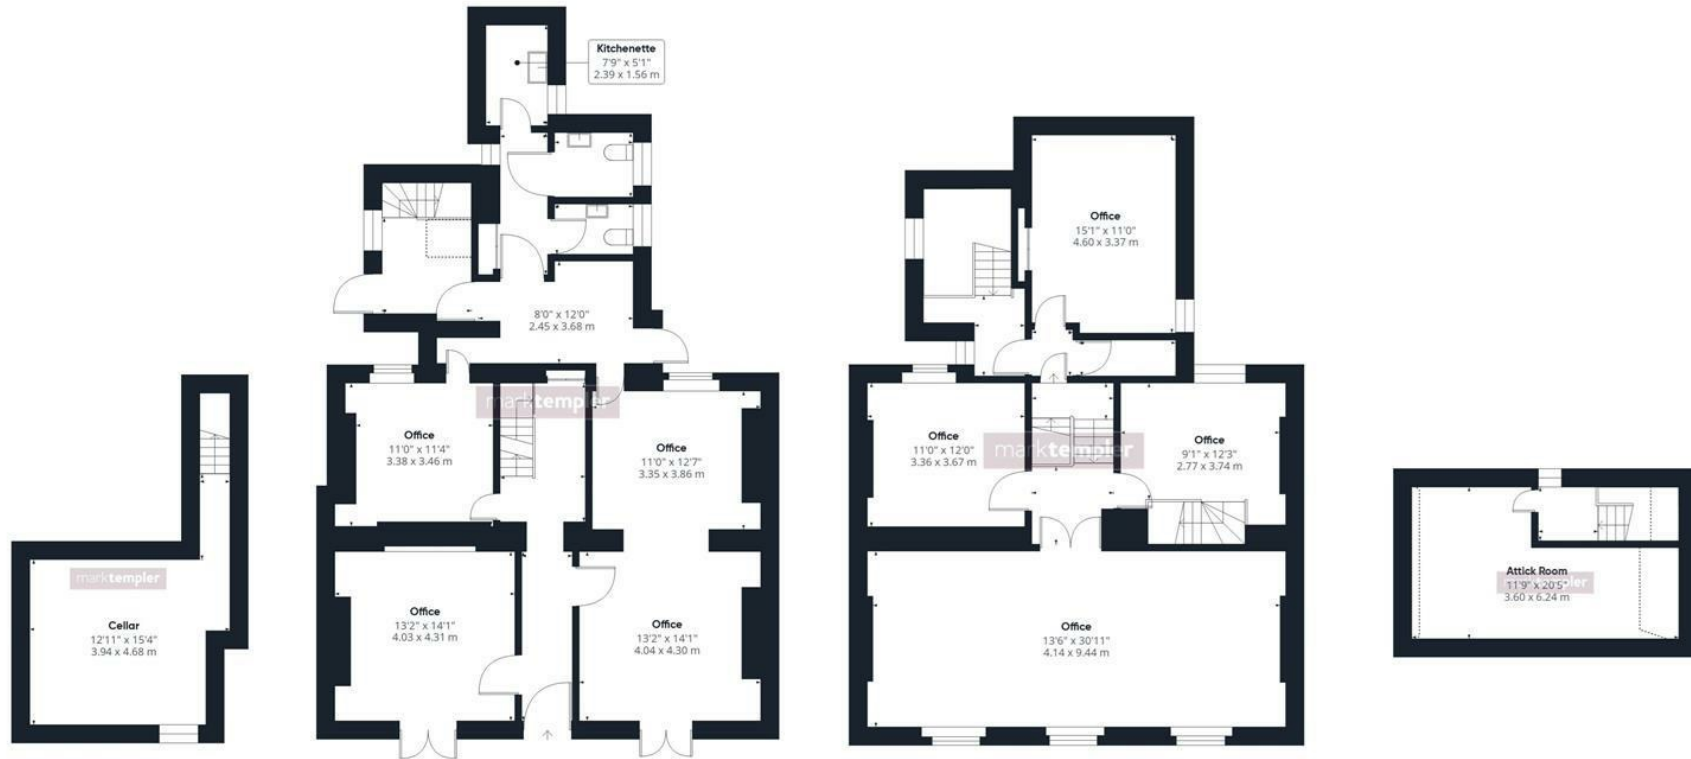 Kitchenette
7'9" x 5'1"
2.39 x 1.56 m
8'0" x 12'0"
2.45 x 3.68 m
marktempler
Office
11'0" x 11'4"
3.38 x 3.46 m
Office
11'0" x 12'7"
3.35 x 3.86 m
Office
13'2" x 14'1"
4.03 x 4.31 m
Office
13'2" x 14'1"
4.04 x 4.30 m
marktempler
Cellar
12'11" x 15'4"
3.94 x 4.68 m
Office
15'1" x 11'0"
4.60 x 3.37 m
Office
11'0" x 12'0"
3.36 x 3.67 m
marktempler
Office
9'1" x 12'3"
2.77 x 3.74 m
Office
13'6" x 30'11"
4.14 x 9.44 m
Attick Room
marktempler
11'9" x 20'5"
3.60 x 6.24 m